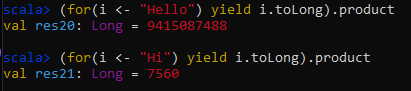 scala> (for(i <- "Hello") yield i.toLong).product
val res20: Long = 9415087488
scala> (for(i <- "Hi") yield i.toLong).product
val res21: Long = 7560